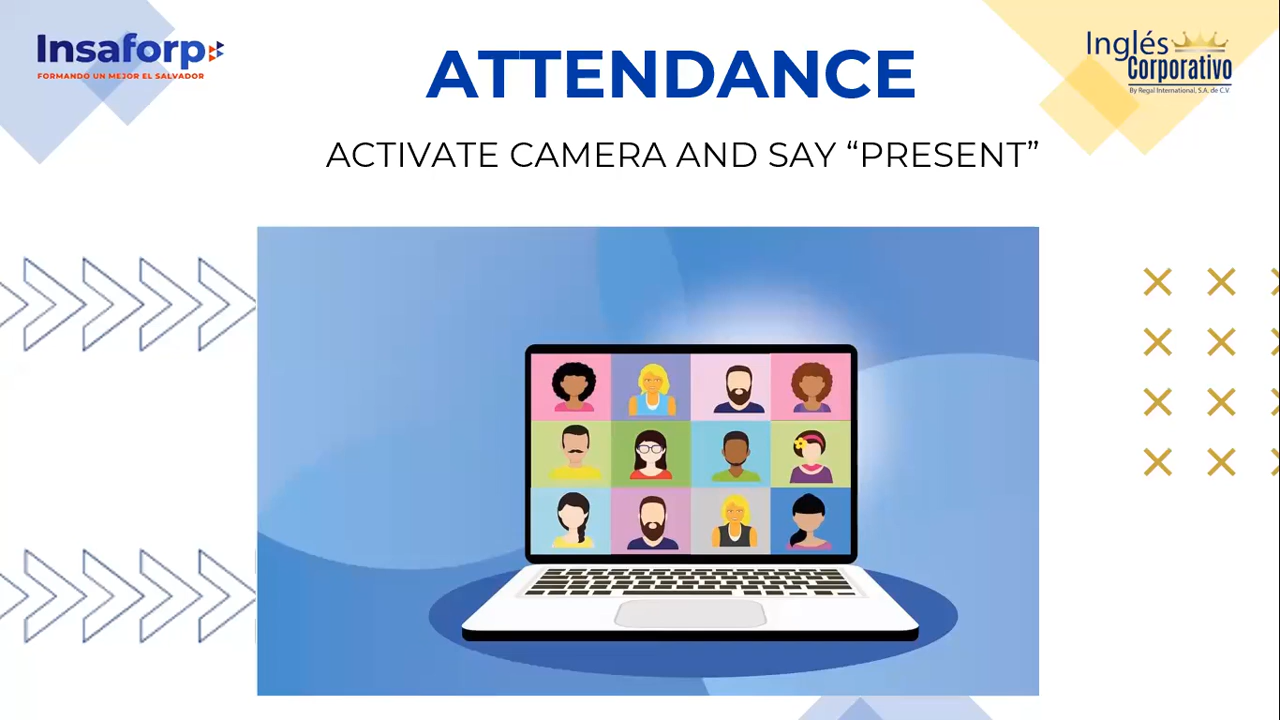 Insaforp
FORMANDO UN MEJOR EL SALVADOR
ATTENDANCE
Inglés
Corporativo
By Regal International, S.A. de C.V.
ACTIVATE CAMERA AND SAY “PRESENT”